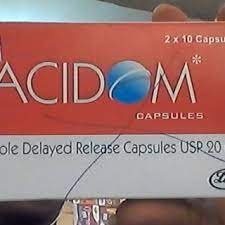 2 x 10 Capsu
ACIDOM*
CAPSULES
ole Delayed Release Capsules USP 20